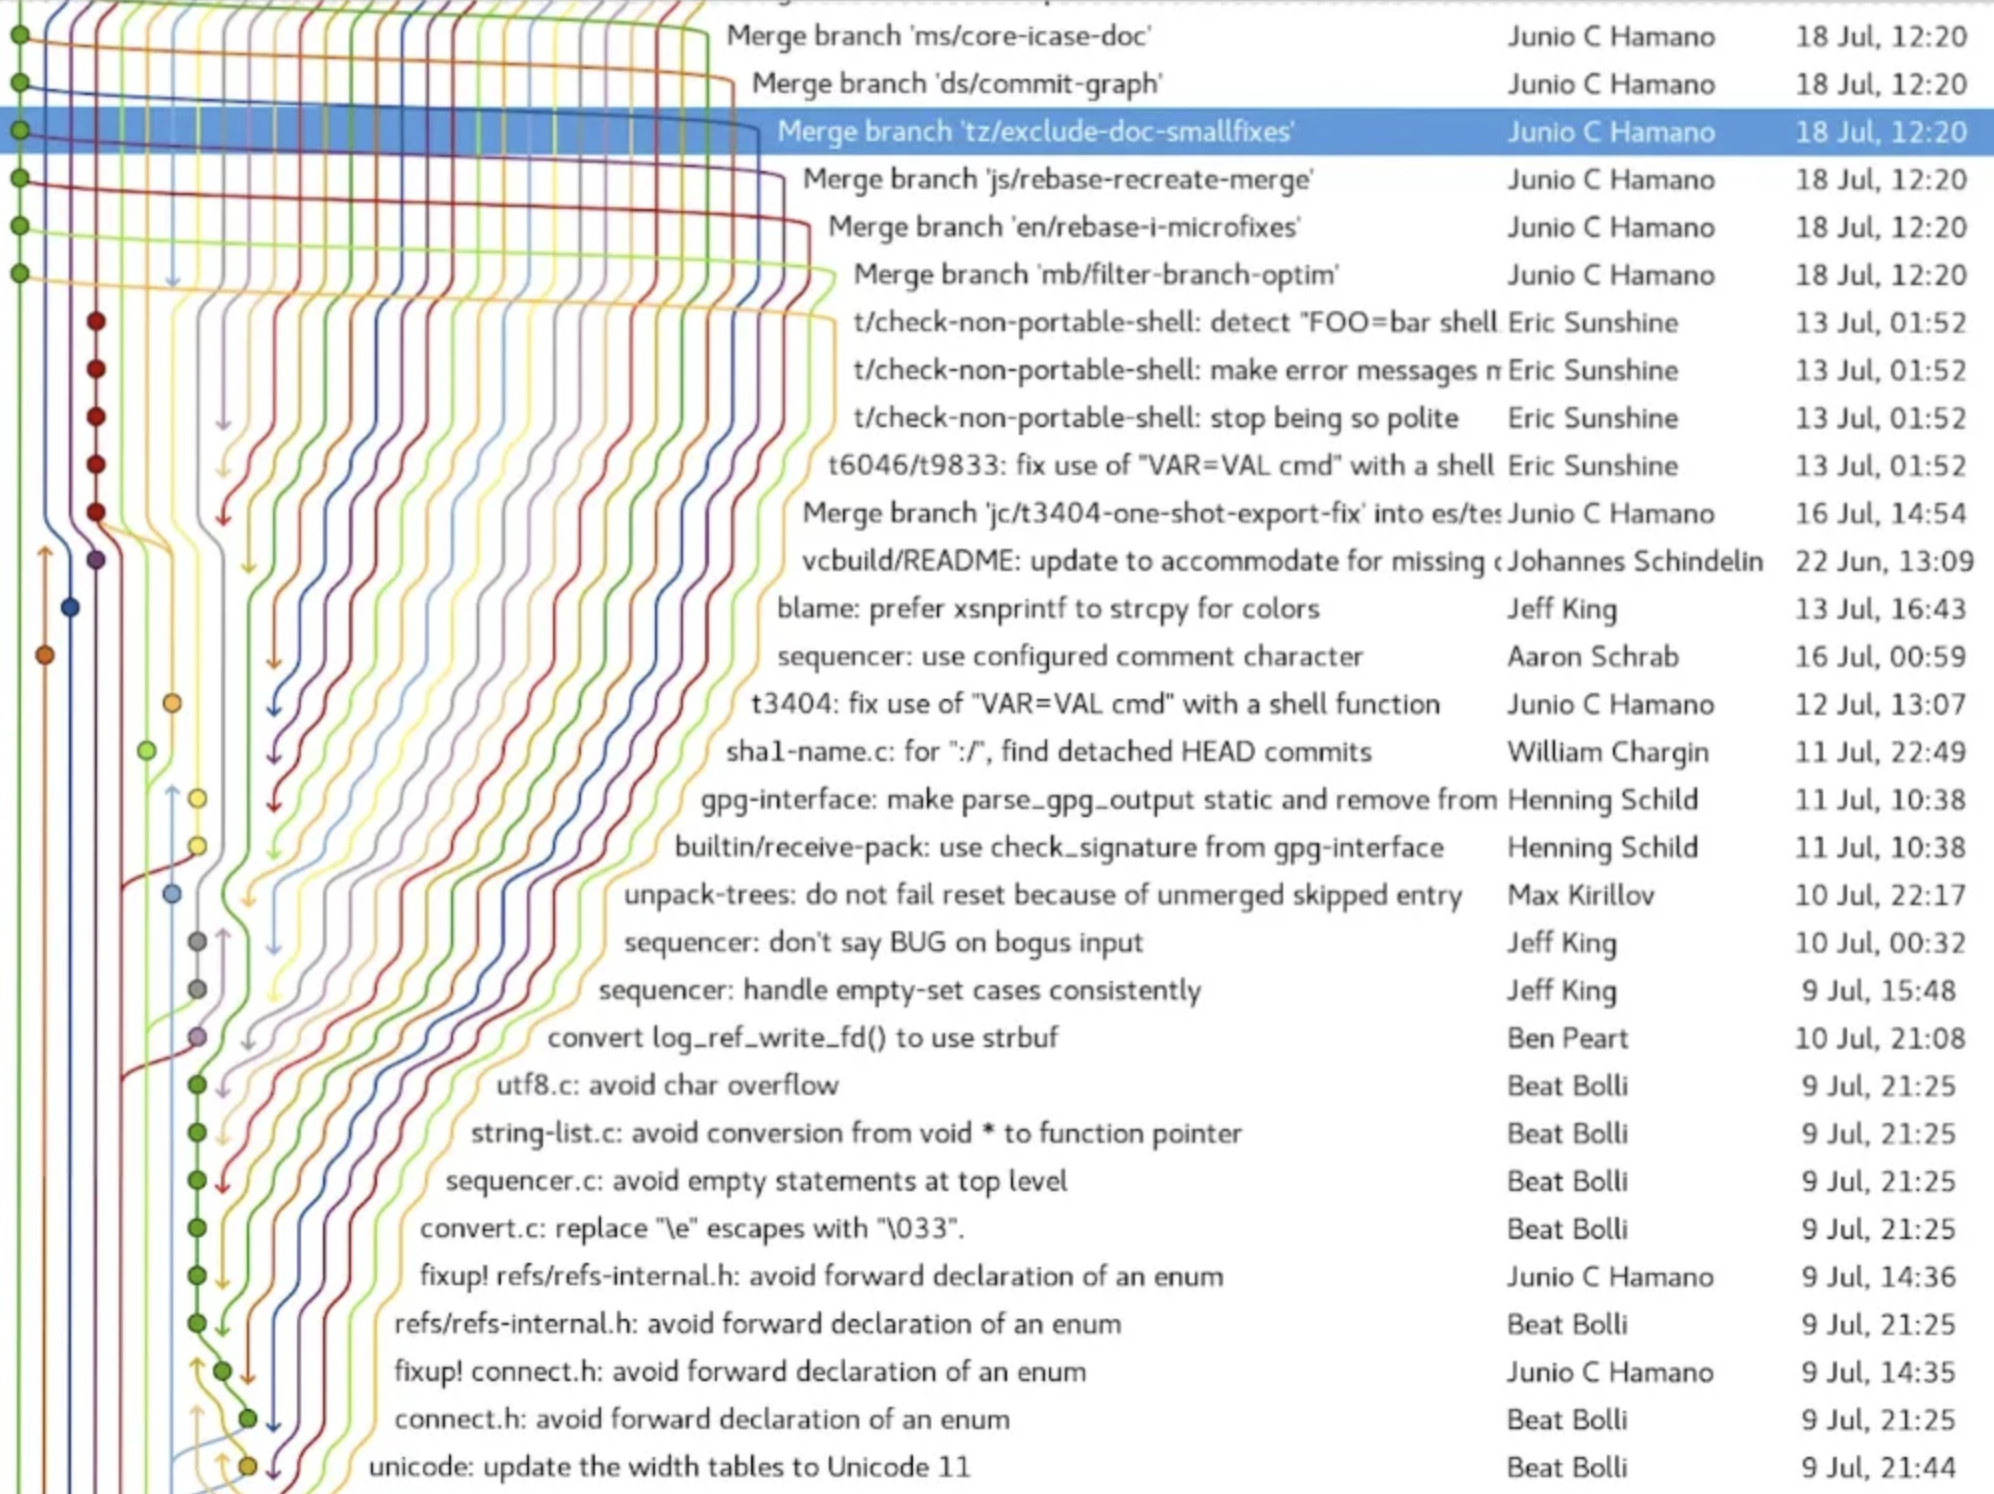 Merge branch 'ms/core-icase-doc' Junio C Hamano 18 Jul, 12:20
Merge branch 'ds/commit-graph' Junio C Hamano 18 Jul, 12:20
Merge branch 'tz/exclude-doc-smallfixes' Junio C Hamano 18 Jul, 12:20
Merge branch 'js/rebase-recreate-merge' Junio C Hamano 18 Jul, 12:20
Merge branch 'en/rebase-i-microfixes' Junio C Hamano 18 Jul, 12:20
Merge branch 'mb/filter-branch-optim' Junio C Hamano 18 Jul, 12:20
t/check-non-portable-shell: detect "FOO=bar shell Eric Sunshine 13 Jul, 01:52
t/check-non-portable-shell: make error messages Eric Sunshine 13 Jul, 01:52
t/check-non-portable-shell: stop being so polite Eric Sunshine 13 Jul, 01:52
t6046/t9833: fix use of "VAR=VAL cmd" with a shell Eric Sunshine 13 Jul, 01:52
Merge branch 'jc/t3404-one-shot-export-fix' into es/tes Junio C Hamano 16 Jul, 14:54
vcbuild/README: update to accommodate for missing Johannes Schindelin 22 Jun, 13:09
blame: prefer xsnprintf to strcpy for colors Jeff King 13 Jul, 16:43
sequencer: use configured comment character Aaron Schrab 16 Jul, 00:59
t3404: fix use of "VAR=VAL cmd" with a shell function Junio C Hamano 12 Jul, 13:07
sha1-name.c: for ":/", find detached HEAD commits William Chargin 11 Jul, 22:49
gpg-interface: make parse_gpg_output static and remove from Henning Schild 11 Jul, 10:38
builtin/receive-pack: use check_signature from gpg-interface Henning Schild 11 Jul, 10:38
unpack-trees: do not fail reset because of unmerged skipped entry Max Kirillov 10 Jul, 22:17
sequencer: don't say BUG on bogus input Jeff King 10 Jul, 00:32
sequencer: handle empty-set cases consistently Jeff King 9 Jul, 15:48
convert log_ref_write_fd() to use strbuf Ben Peart 10 Jul, 21:08
utf8.c: avoid char overflow Beat Bolli 9 Jul, 21:25
string-list.c: avoid conversion from void * to function pointer Beat Bolli 9 Jul, 21:25
sequencer.c: avoid empty statements at top level Beat Bolli 9 Jul, 21:25
convert.c: replace "\e" escapes with "\033". Beat Bolli 9 Jul, 21:25
fixup! refs/refs-internal.h: avoid forward declaration of an enum Junio C Hamano 9 Jul, 14:36
refs/refs-internal.h: avoid forward declaration of an enum Beat Bolli 9 Jul, 21:25
fixup! connect.h: avoid forward declaration of an enum Junio C Hamano 9 Jul, 14:35
connect.h: avoid forward declaration of an enum Beat Bolli 9 Jul, 21:25
unicode: update the width tables to Unicode 11 Beat Bolli 9 Jul, 21:44